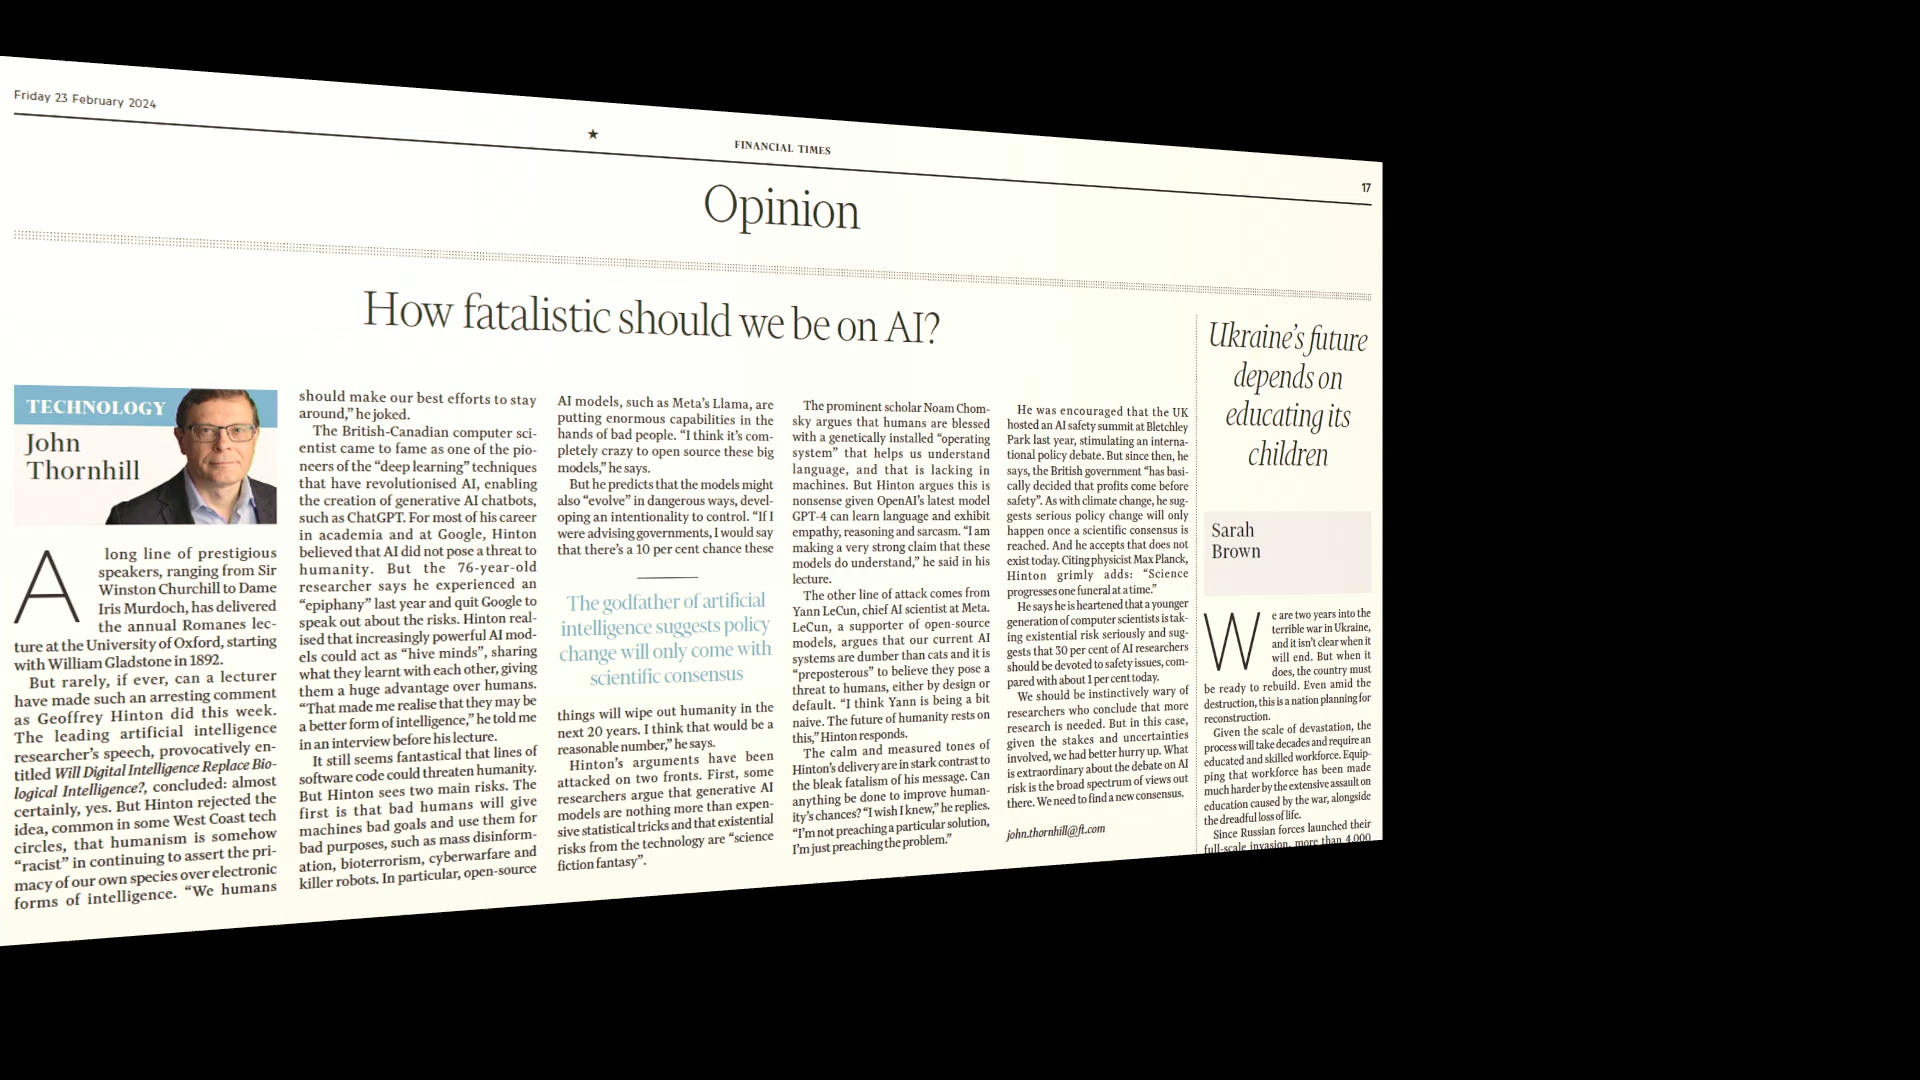 Friday 23 February 2024
★
FINANCIAL TIMES
17
Opinion
How fatalistic should we be on AI?
TECHNOLOGY
John
Thornhill
A long line of prestigious
speakers, ranging from Sir
Winston Churchill to Dame
Iris Murdoch, has delivered
the annual Romanes lec-
ture at the University of Oxford, starting
with William Gladstone in 1892.
But rarely, if ever, can a lecturer
have made such an arresting comment
as Geoffrey Hinton did this week.
The leading artificial intelligence
researcher's speech, provocatively en-
titled Will Digital Intelligence Replace Bio-
logical Intelligence?, concluded: almost
certainly, yes. But Hinton rejected the
idea, common in some West Coast tech
circles, that humanism is somehow
“racist” in continuing to assert the pri-
macy of our own species over electronic
forms of intelligence. “We humans
should make our best efforts to stay
around,” he joked.
The British-Canadian computer sci-
entist came to fame as one of the pio-
neers of the “deep learning” techniques
that have revolutionised AI, enabling
the creation of generative AI chatbots,
such as ChatGPT. For most of his career
in academia and at Google, Hinton
believed that AI did not pose a threat to
humanity. But the 76-year-old
researcher says he experienced an
“epiphany” last year and quit Google to
speak out about the risks. Hinton real-
ised that increasingly powerful AI mod-
els could act as “hive minds”, sharing
what they learnt with each other, giving
them a huge advantage over humans.
“That made me realise that they may be
a better form of intelligence,” he told me
in an interview before his lecture.
It still seems fantastical that lines of
software code could threaten humanity.
But Hinton sees two main risks. The
first is that bad humans will give
machines bad goals and use them for
bad purposes, such as mass disinform-
ation, bioterrorism, cyberwarfare and
killer robots. In particular, open-source
AI models, such as Meta's Llama, are
putting enormous capabilities in the
hands of bad people. “I think it's com-
pletely crazy to open source these big
models,” he says.
But he predicts that the models might
also “evolve” in dangerous ways, devel-
oping an intentionality to control. “If I
were advising governments, I would say
that there's a 10 per cent chance these
The godfather of artificial
intelligence suggests policy
change will only come with
scientific consensus
things will wipe out humanity in the
next 20 years. I think that would be a
reasonable number,” he says.
Hinton's arguments have been
attacked on two fronts. First, some
researchers argue that generative AI
models are nothing more than expen-
sive statistical tricks and that existential
risks from the technology are “science
fiction fantasy”.
The prominent scholar Noam Chom-
sky argues that humans are blessed
with a genetically installed “operating
system” that helps us understand
language, and that is lacking in
machines. But Hinton argues this is
nonsense given OpenAI's latest model
GPT-4 can learn language and exhibit
empathy, reasoning and sarcasm. “I am
making a very strong claim that these
models do understand,” he said in his
lecture.
The other line of attack comes from
Yann LeCun, chief AI scientist at Meta.
LeCun, a supporter of open-source
models, argues that our current AI
systems are dumber than cats and it is
“preposterous” to believe they pose a
threat to humans, either by design or
default. “I think Yann is being a bit
naive. The future of humanity rests on
this,” Hinton responds.
The calm and measured tones of
Hinton's delivery are in stark contrast to
the bleak fatalism of his message. Can
anything be done to improve human-
ity's chances? “I wish I knew,” he replies.
“I'm not preaching a particular solution,
I'm just preaching the problem.”
He was encouraged that the UK
hosted an AI safety summit at Bletchley
Park last year, stimulating an interna-
tional policy debate. But since then, he
says, the British government “has basi-
cally decided that profits come before
safety”. As with climate change, he sug-
gests serious policy change will only
happen once a scientific consensus is
reached. And he accepts that does not
exist today. Citing physicist Max Planck,
Hinton grimly adds: “Science
progresses one funeral at a time.”
He says he is heartened that a younger
generation of computer scientists is tak-
ing existential risk seriously and sug-
gests that 30 per cent of AI researchers
should be devoted to safety issues, com-
pared with about 1 per cent today.
We should be instinctively wary of
researchers who conclude that more
research is needed. But in this case,
given the stakes and uncertainties
involved, we had better hurry up. What
is extraordinary about the debate on AI
risk is the broad spectrum of views out
there. We need to find a new consensus.
john.thornhill@ft.com
Ukraine's future
depends on
educating its
children
Sarah
Brown
We are two years into the
terrible war in Ukraine,
and it isn't clear when it
will end. But when it
does, the country must
be ready to rebuild. Even amid the
destruction, this is a nation planning for
reconstruction.
Given the scale of devastation, the
process will take decades and require an
educated and skilled workforce. Equip-
ping that workforce has been made
much harder by the extensive assault on
education caused by the war, alongside
the dreadful loss of life.
Since Russian forces launched their
full-scale invasion, more than 4,000